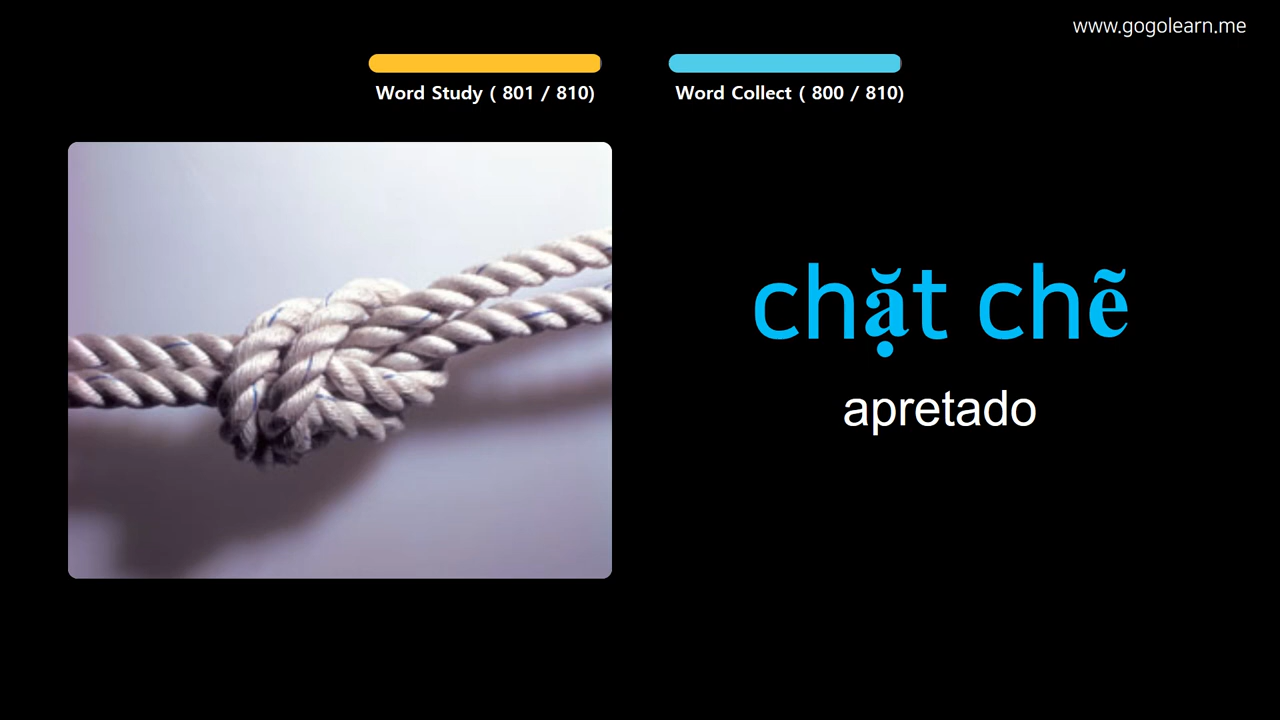 www.gogolearn.me
Word Study ( 801 / 810)
Word Collect ( 800 / 810)
chặt chẽ
apretado